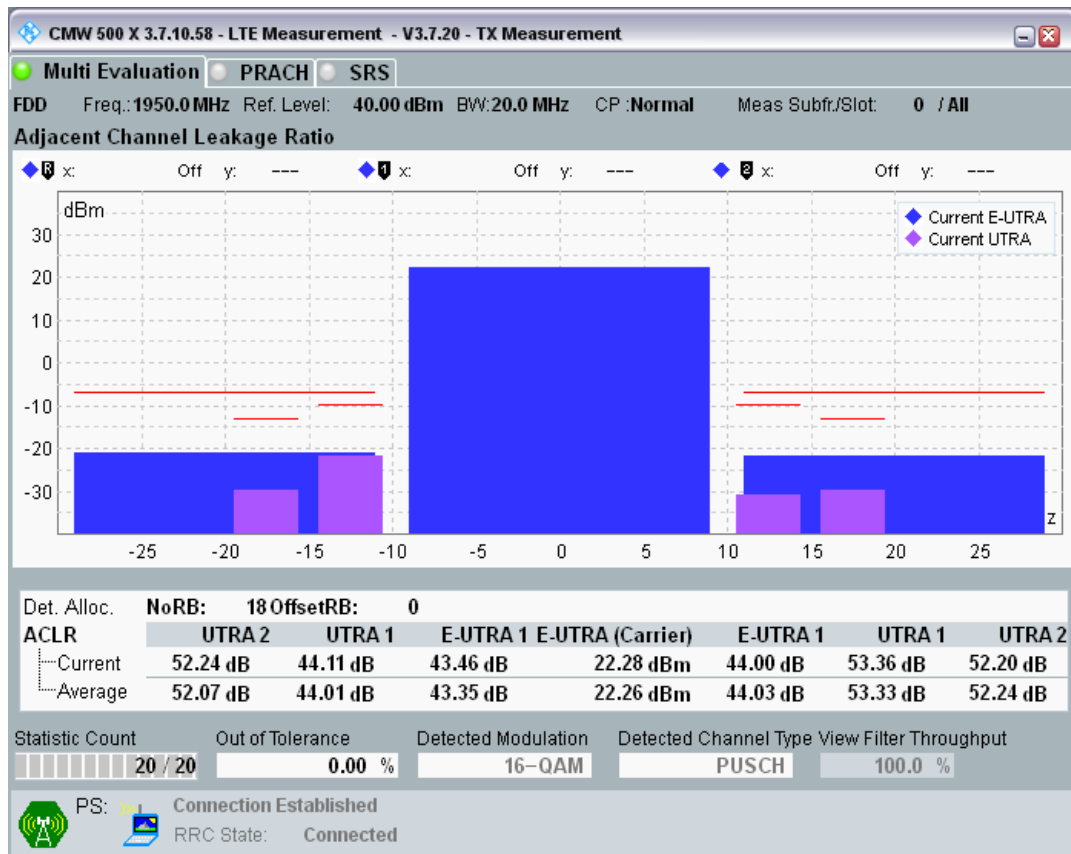 CMW 500 X 3.7.10.58 - LTE Measurement - V3.7.20 - TX Measurement
Multi Evaluation PRACH SRS
FDD Freq.:1950.0 MHz Ref. Level: 40.00 dBm BW:20.0 MHz CP :Normal Meas Subfr./Slot: 0 / All
Adjacent Channel Leakage Ratio
R x: Off y: --- 1 x: Off y: --- 2 x: Off y: ---
dBm
Current E-UTRA
Current UTRA
30
20
10
0
-10
-20
-30
z
-25 -20 -15 -10 -5 0 5 10 15 20 25
Det. Alloc. NoRB: 18 OffsetRB: 0
ACLR UTRA 2 UTRA 1 E-UTRA 1 E-UTRA (Carrier) E-UTRA 1 UTRA 1 UTRA 2
Current 52.24 dB 44.11 dB 43.46 dB 22.28 dBm 44.00 dB 53.36 dB 52.20 dB
Average 52.07 dB 44.01 dB 43.35 dB 22.26 dBm 44.03 dB 53.33 dB 52.24 dB
Statistic Count Out of Tolerance Detected Modulation Detected Channel Type View Filter Throughput
20 / 20 0.00 % 16-QAM PUSCH 100.0 %
PS: Connection Established
RRC State: Connected